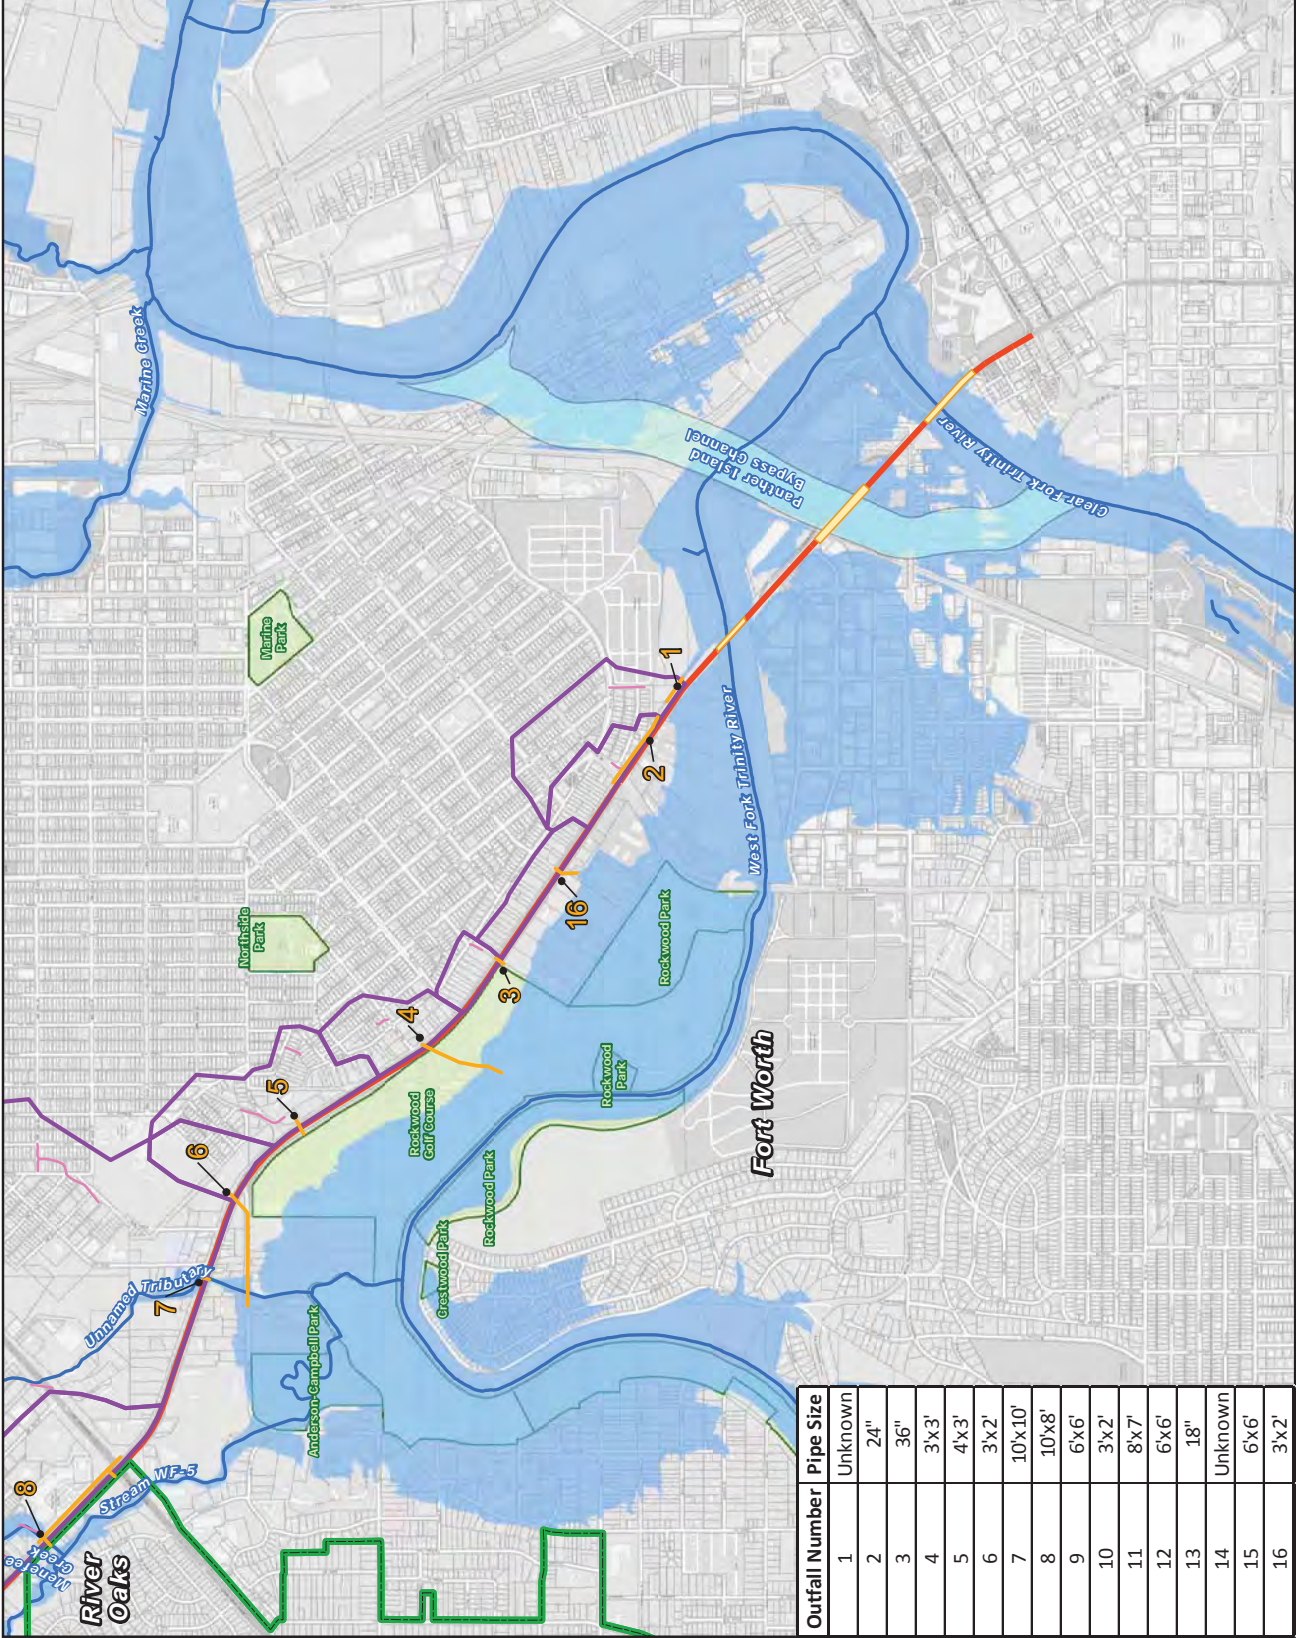 Marine Creek
Marine
Park
Northside
Park
Panther Island
Bypass Channel
Clear Fork Trinity River
West Fork Trinity River
1
2
16
3
4
5
6
7
8
Rockwood Park
Rockwood
Park
Rockwood
Golf Course
Rockwood Park
Crestwood Park
Anderson-Campbell Park
Unnamed Tributary
Stream WF-5
Menefee
Creek
River
Oaks
Fort Worth
Outfall Number Pipe Size
1 Unknown
2 24"
3 36"
4 3'x3'
5 4'x3'
6 3'x2'
7 10'x10'
8 10'x8'
9 6'x6'
10 3'x2'
11 8'x7'
12 6'x6'
13 18"
14 Unknown
15 6'x6'
16 3'x2'